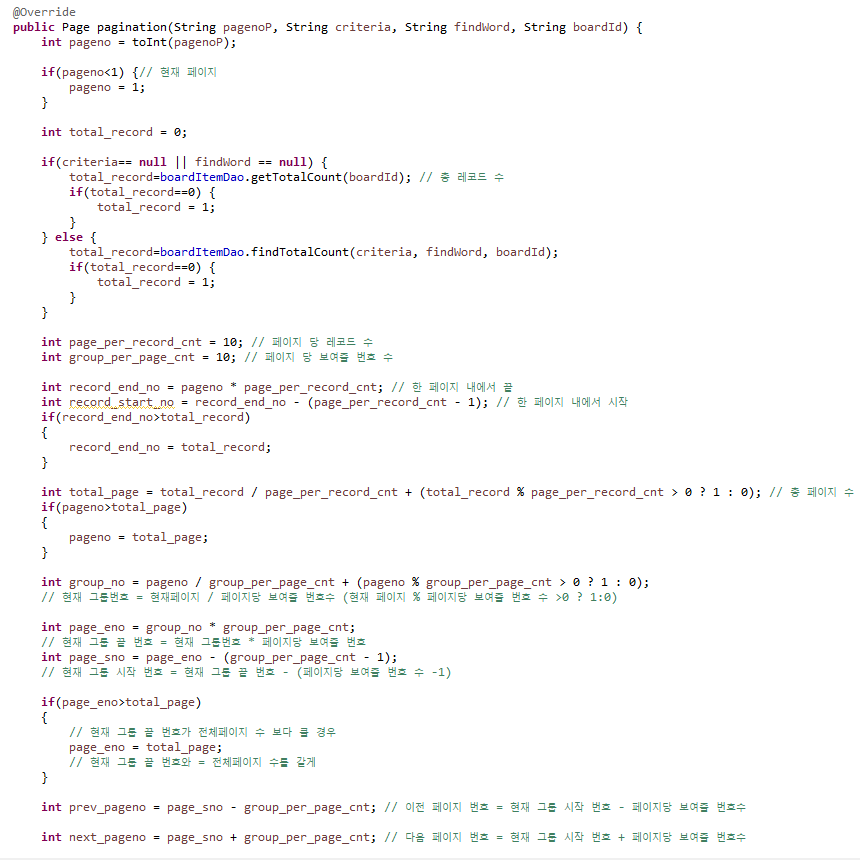 @Override
public Page pagination(String pagenoP, String criteria, String findWord, String boardId) {
    int pageno = toInt(pagenoP);

    if(pageno<1) {// 현재 페이지
        pageno = 1;
    }

    int total_record = 0;

    if(criteria== null || findWord == null) {
        total_record=boardItemDao.getTotalCount(boardId); // 총 레코드 수
        if(total_record==0) {
            total_record = 1;
        }
    } else {
        total_record=boardItemDao.findTotalCount(criteria, findWord, boardId);
        if(total_record==0) {
            total_record = 1;
        }
    }

    int page_per_record_cnt = 10; // 페이지 당 레코드 수
    int group_per_page_cnt = 10; // 페이지 당 보여줄 번호 수

    int record_end_no = pageno * page_per_record_cnt; // 한 페이지 내에서 끝
    int record_start_no = record_end_no - (page_per_record_cnt - 1); // 한 페이지 내에서 시작
    if(record_end_no>total_record)
    {
        record_end_no = total_record;
    }

    int total_page = total_record / page_per_record_cnt + (total_record % page_per_record_cnt > 0 ? 1 : 0); // 총 페이지 수
    if(pageno>total_page)
    {
        pageno = total_page;
    }

    int group_no = pageno / group_per_page_cnt + (pageno % group_per_page_cnt > 0 ? 1 : 0);
    // 현재 그룹번호 = 현재페이지 / 페이지당 보여줄 번호수 (현재 페이지 % 페이지당 보여줄 번호 수 >0 ? 1:0)

    int page_eno = group_no * group_per_page_cnt;
    // 현재 그룹 끝 번호 = 현재 그룹번호 * 페이지당 보여줄 번호
    int page_sno = page_eno - (group_per_page_cnt - 1);
    // 현재 그룹 시작 번호 = 현재 그룹 끝 번호 - (페이지당 보여줄 번호 수 -1)

    if(page_eno>total_page)
    {
        // 현재 그룹 끝 번호가 전체페이지 수 보다 클 경우
        page_eno = total_page;
        // 현재 그룹 끝 번호와 = 전체페이지 수를 같게
    }

    int prev_pageno = page_sno - group_per_page_cnt; // 이전 페이지 번호 = 현재 그룹 시작 번호 - 페이지당 보여줄 번호수

    int next_pageno = page_sno + group_per_page_cnt; // 다음 페이지 번호 = 현재 그룹 시작 번호 + 페이지당 보여줄 번호수